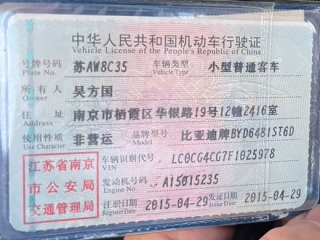 中华人民共和国机动车行驶证
Vehicle License of the People's Republic of China
号牌号码 苏AW8C35 车辆类型 小型普通客车
Plate No. Vehicle Type
所有人 吴方国
Owner
住址 南京市栖霞区华银路19号12幢2416室
Address
使用性质 非营运 品牌型号 比亚迪牌BYD6481ST6D
Use Character Model
江苏省南京
市公安局
交通管理局
车辆识别代号 LC0CG4CG7F1025978
VIN
发动机号码 A15015235
Engine No.
注册日期 2015-04-29 发证日期 2015-04-29
Register Date Issue Date